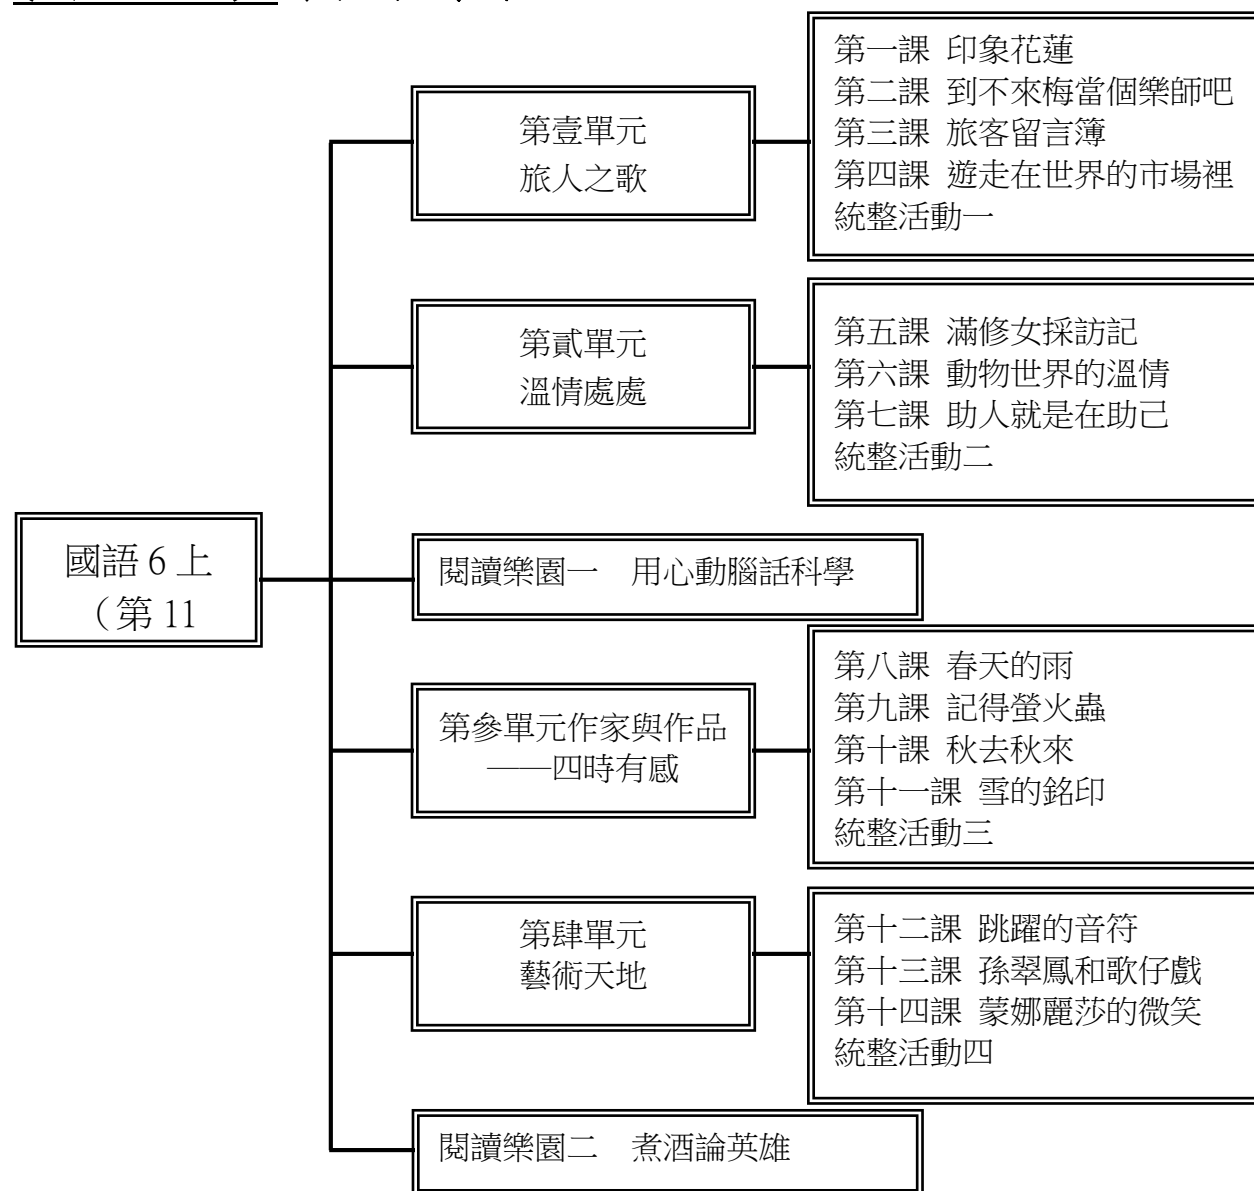 國語6上
（第11
第壹單元
旅人之歌
第一課 印象花蓮
第二課 到不來梅當個樂師吧
第三課 旅客留言簿
第四課 遊走在世界的市場裡
統整活動一
第貳單元
溫情處處
第五課 滿修女採訪記
第六課 動物世界的溫情
第七課 助人就是在助己
統整活動二
閱讀樂園一　用心動腦話科學
第參單元作家與作品
——四時有感
第八課 春天的雨
第九課 記得螢火蟲
第十課 秋去秋來
第十一課 雪的銘印
統整活動三
第肆單元
藝術天地
第十二課 跳躍的音符
第十三課 孫翠鳳和歌仔戲
第十四課 蒙娜麗莎的微笑
統整活動四
閱讀樂園二　煮酒論英雄